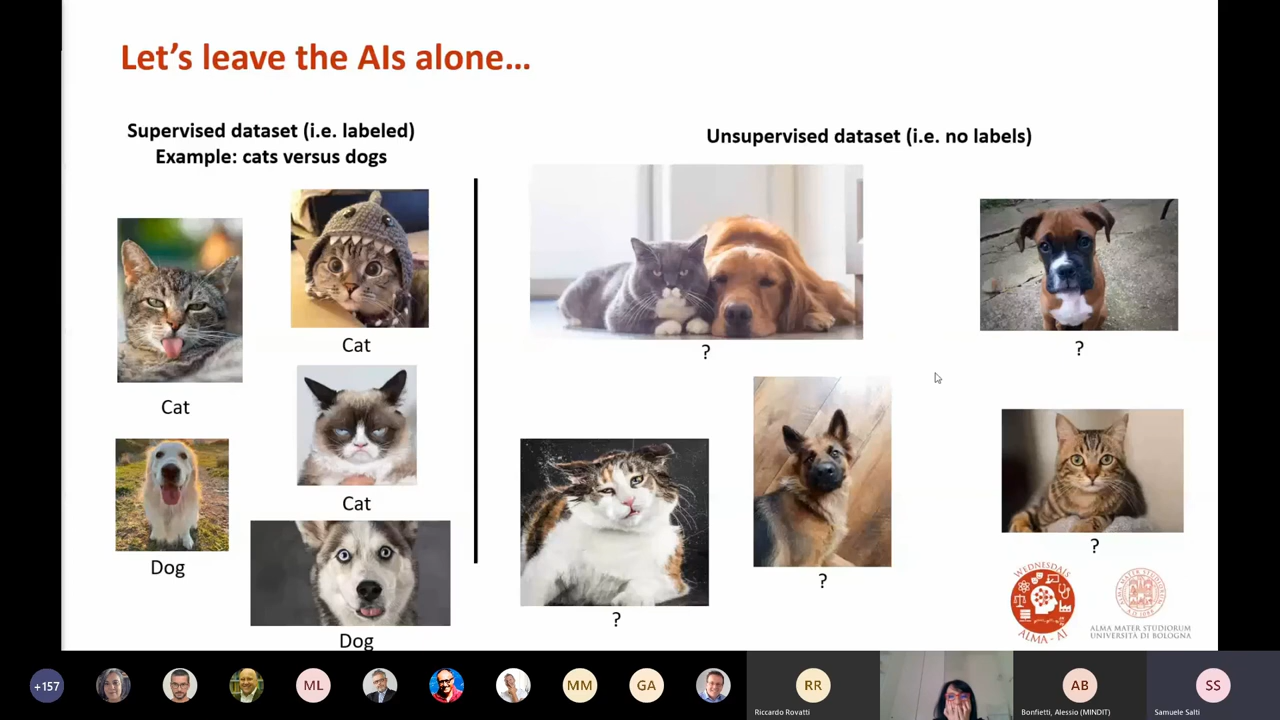 Let's leave the AIs alone...
Supervised dataset (i.e. labeled)
Example: cats versus dogs
Cat
Cat
Cat
Dog
Dog
Unsupervised dataset (i.e. no labels)
?
?
?
?
?
WEDNESDAIS
ALMA - AI
ALMA MATER STUDIORUM
UNIVERSITÀ DI BOLOGNA
+157
ML
MM
GA
RR
Riccardo Rovatti
AB
Bonfietti, Alessio (MINDIT)
SS
Samuele Salti